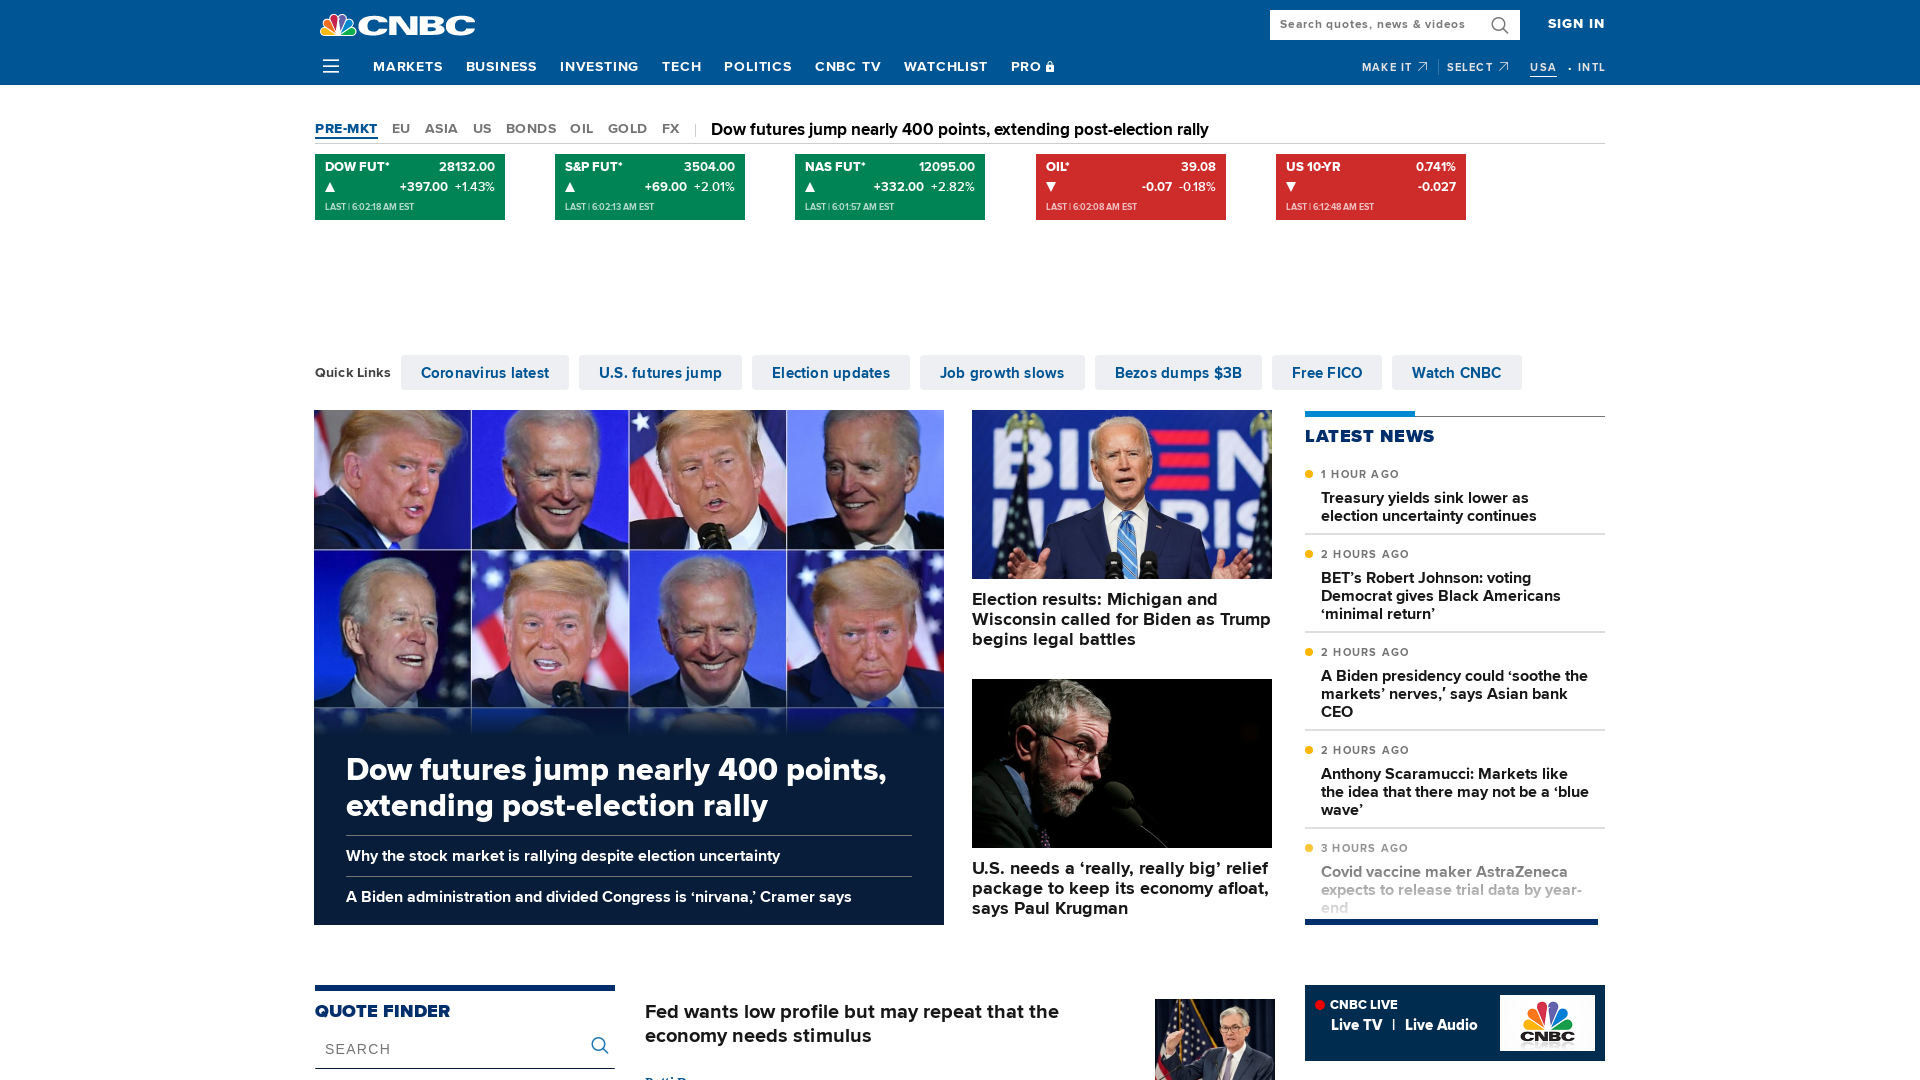 CNBC
Search quotes, news & videos
SIGN IN
MARKETS BUSINESS INVESTING TECH POLITICS CNBC TV WATCHLIST PRO
MAKE IT SELECT USA • INTL
PRE-MKT EU ASIA US BONDS OIL GOLD FX
Dow futures jump nearly 400 points, extending post-election rally
DOW FUT* 28132.00
+397.00 +1.43%
LAST | 6:02:18 AM EST
S&P FUT* 3504.00
+69.00 +2.01%
LAST | 6:02:13 AM EST
NAS FUT* 12095.00
+332.00 +2.82%
LAST | 6:01:57 AM EST
OIL* 39.08
-0.07 -0.18%
LAST | 6:02:08 AM EST
US 10-YR 0.741%
-0.027
LAST | 6:12:48 AM EST
Quick Links
Coronavirus latest
U.S. futures jump
Election updates
Job growth slows
Bezos dumps $3B
Free FICO
Watch CNBC
Dow futures jump nearly 400 points,
extending post-election rally
Why the stock market is rallying despite election uncertainty
A Biden administration and divided Congress is ‘nirvana,’ Cramer says
BIDEN
HARRIS
Election results: Michigan and
Wisconsin called for Biden as Trump
begins legal battles
U.S. needs a ‘really, really big’ relief
package to keep its economy afloat,
says Paul Krugman
LATEST NEWS
1 HOUR AGO
Treasury yields sink lower as
election uncertainty continues
2 HOURS AGO
BET’s Robert Johnson: voting
Democrat gives Black Americans
‘minimal return’
2 HOURS AGO
A Biden presidency could ‘soothe the
markets’ nerves,′ says Asian bank
CEO
2 HOURS AGO
Anthony Scaramucci: Markets like
the idea that there may not be a ‘blue
wave’
3 HOURS AGO
Covid vaccine maker AstraZeneca
expects to release trial data by year-
end
QUOTE FINDER
SEARCH
Fed wants low profile but may repeat that the
economy needs stimulus
CNBC LIVE
Live TV | Live Audio
CNBC